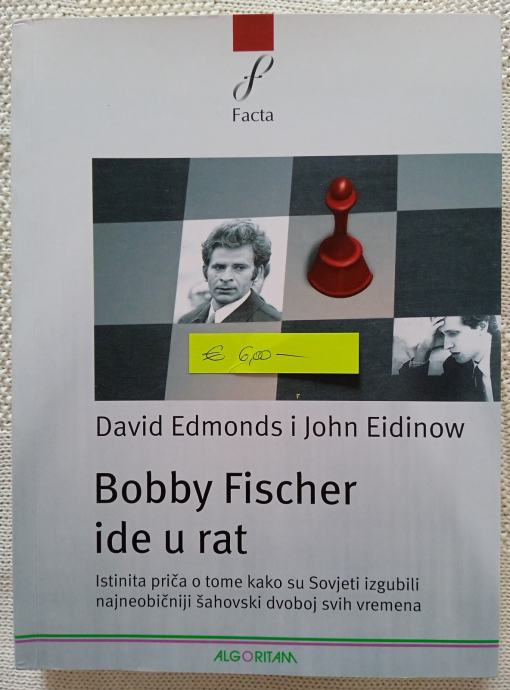 Facta
€ 6,00—
David Edmonds i John Eidinow
Bobby Fischer
ide u rat
Istinita priča o tome kako su Sovjeti izgubili
najneobičniji šahovski dvoboj svih vremena
ALGORITAM